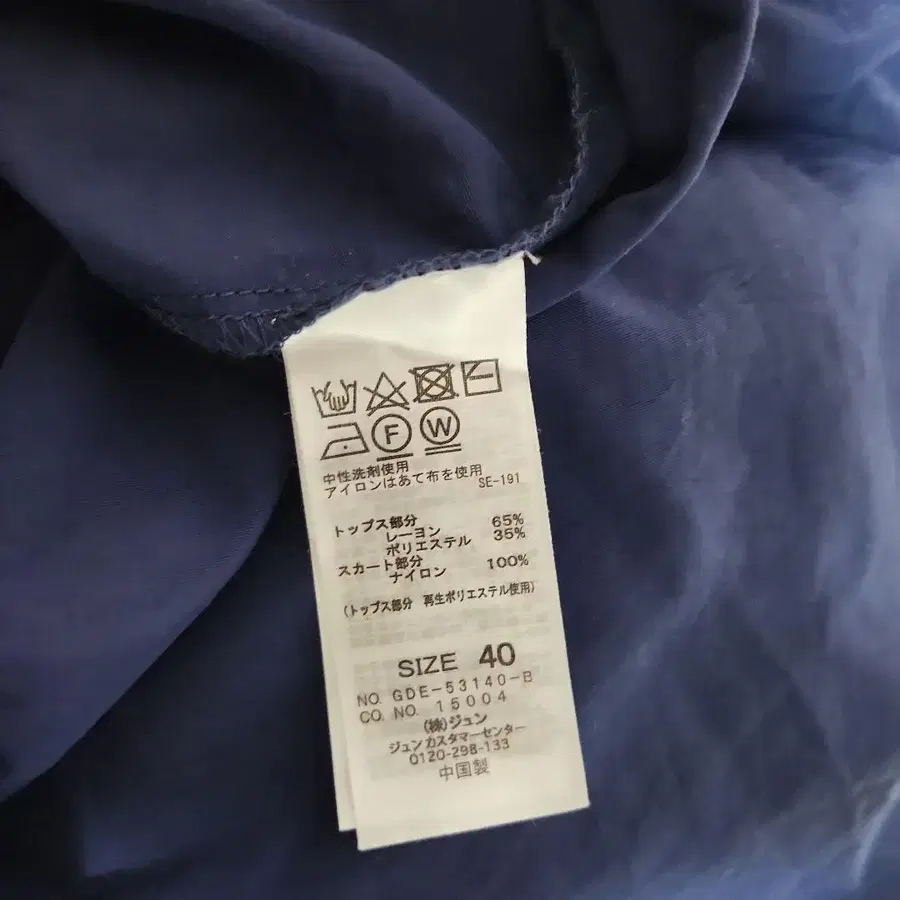 F W
中性洗剤使用
アイロンはあて布を使用 SE-191
トップス部分
レーヨン 65%
ポリエステル 35%
スカート部分
ナイロン 100%
(トップス部分 再生ポリエステル使用)
SIZE 40
NO. GDE-53140-B
CO. NO. 15004
(株)ジュン
ジュンカスタマーセンター
0120-298-133
中国製